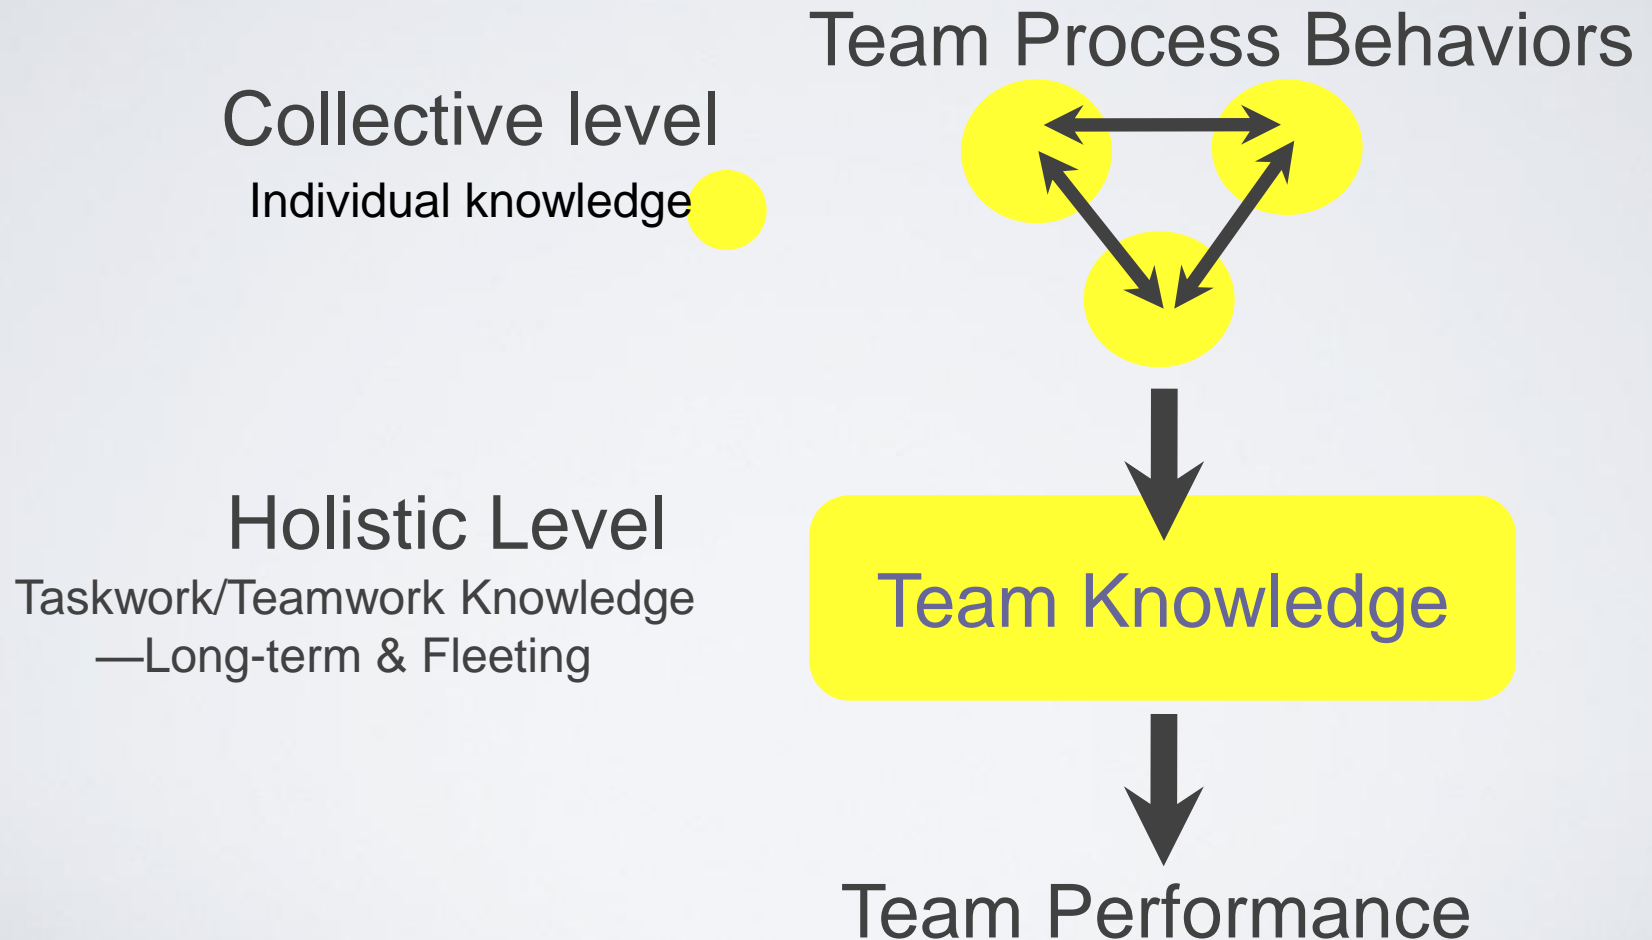 Team Process Behaviors
Collective level
Individual knowledge
Holistic Level
Taskwork/Teamwork Knowledge
—Long-term & Fleeting
Team Knowledge
Team Performance